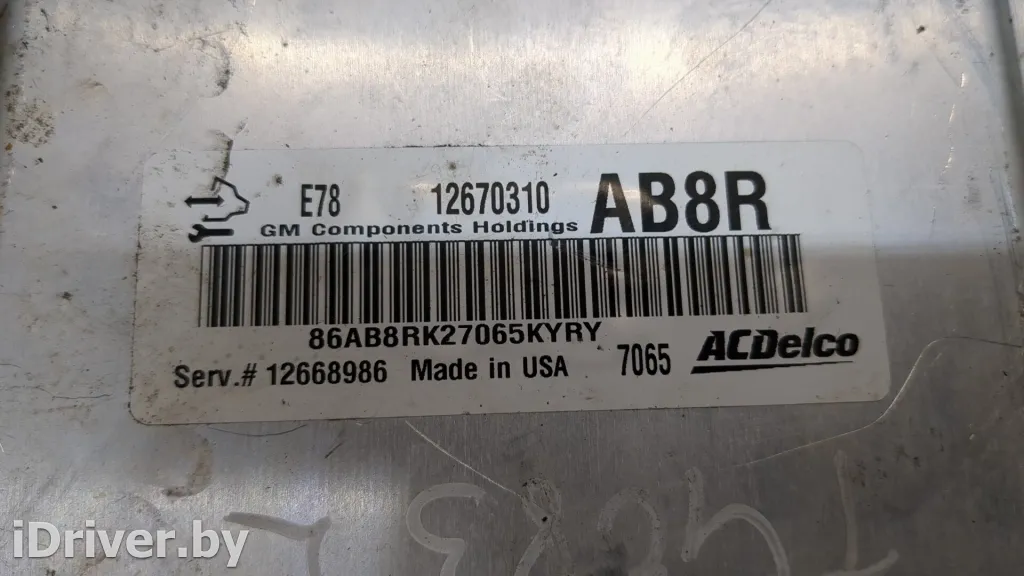 E78 12670310 AB8R
GM Components Holdings
86AB8RK27065KYRY
Serv.# 12668986 Made in USA 7065 ACDelco
iDriver.by